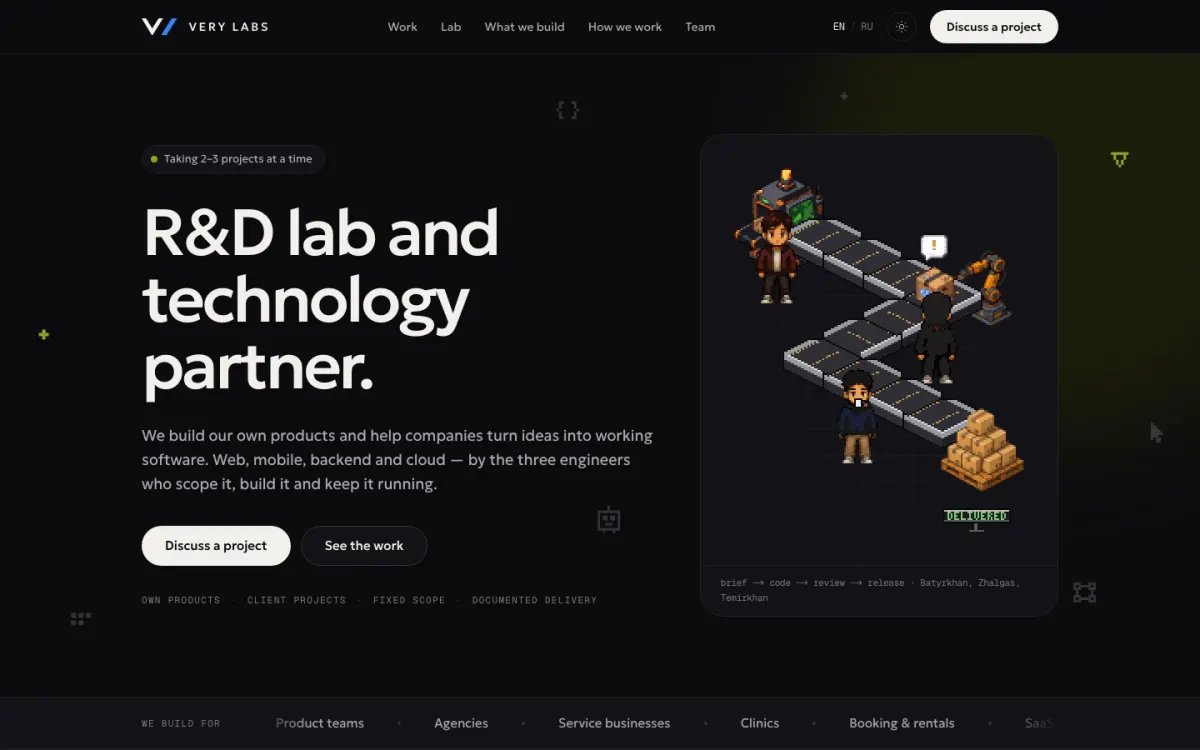 VERY LABS
Work
Lab
What we build
How we work
Team
EN / RU
Discuss a project
Taking 2–3 projects at a time
R&D lab and
technology
partner.
We build our own products and help companies turn ideas into working
software. Web, mobile, backend and cloud — by the three engineers
who scope it, build it and keep it running.
Discuss a project
See the work
OWN PRODUCTS · CLIENT PROJECTS · FIXED SCOPE · DOCUMENTED DELIVERY
!
DELIVERED
brief → code → review → release · Batyrkhan, Zhalgas,
Temirkhan
WE BUILD FOR
Product teams · Agencies · Service businesses · Clinics · Booking & rentals · SaaS